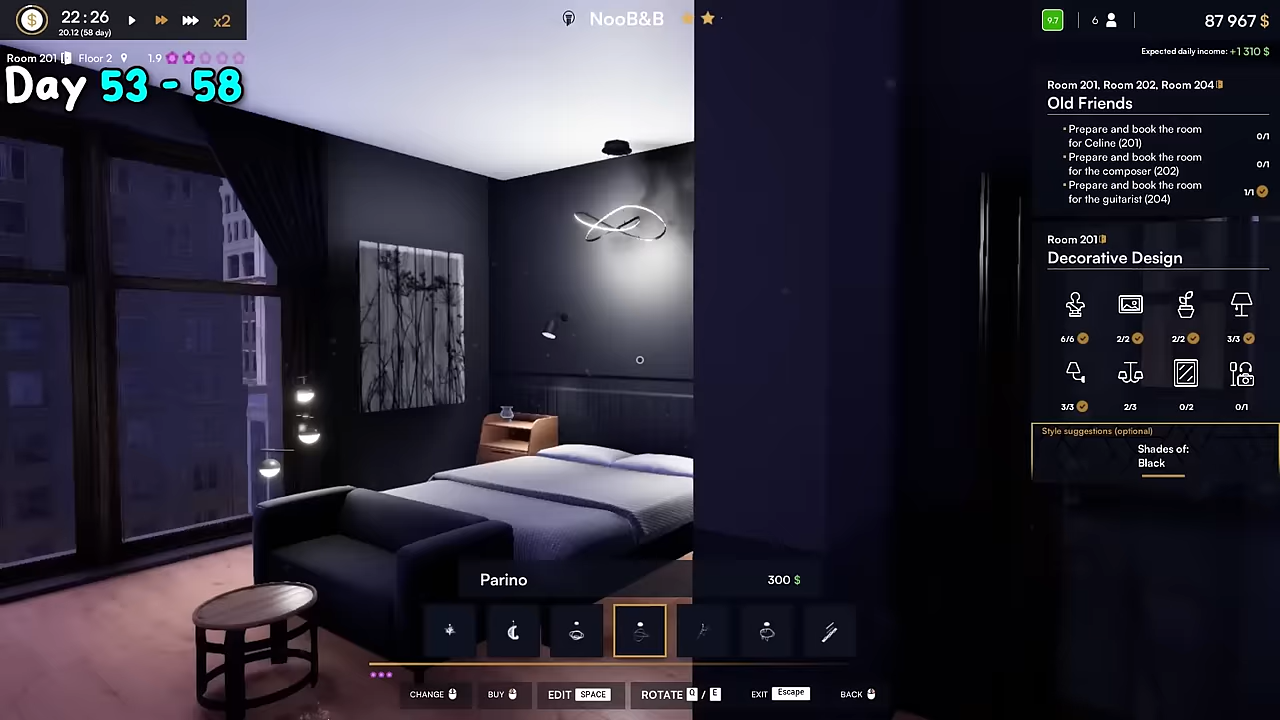 22:26
20.12 (58 day)
x2
NooB&B
9.7
6
87 967 $
Expected daily income: +1 310 $
Room 201
Floor 2
1.9
Day 53 - 58
Room 201, Room 202, Room 204
Old Friends
Prepare and book the room
for Celine (201)
0/1
Prepare and book the room
for the composer (202)
0/1
Prepare and book the room
for the guitarist (204)
1/1
Room 201
Decorative Design
6/6
2/2
2/2
3/3
3/3
2/3
0/2
0/1
Style suggestions (optional)
Shades of:
Black
Parino
300 $
CHANGE
BUY
EDIT SPACE
ROTATE Q / E
EXIT Escape
BACK